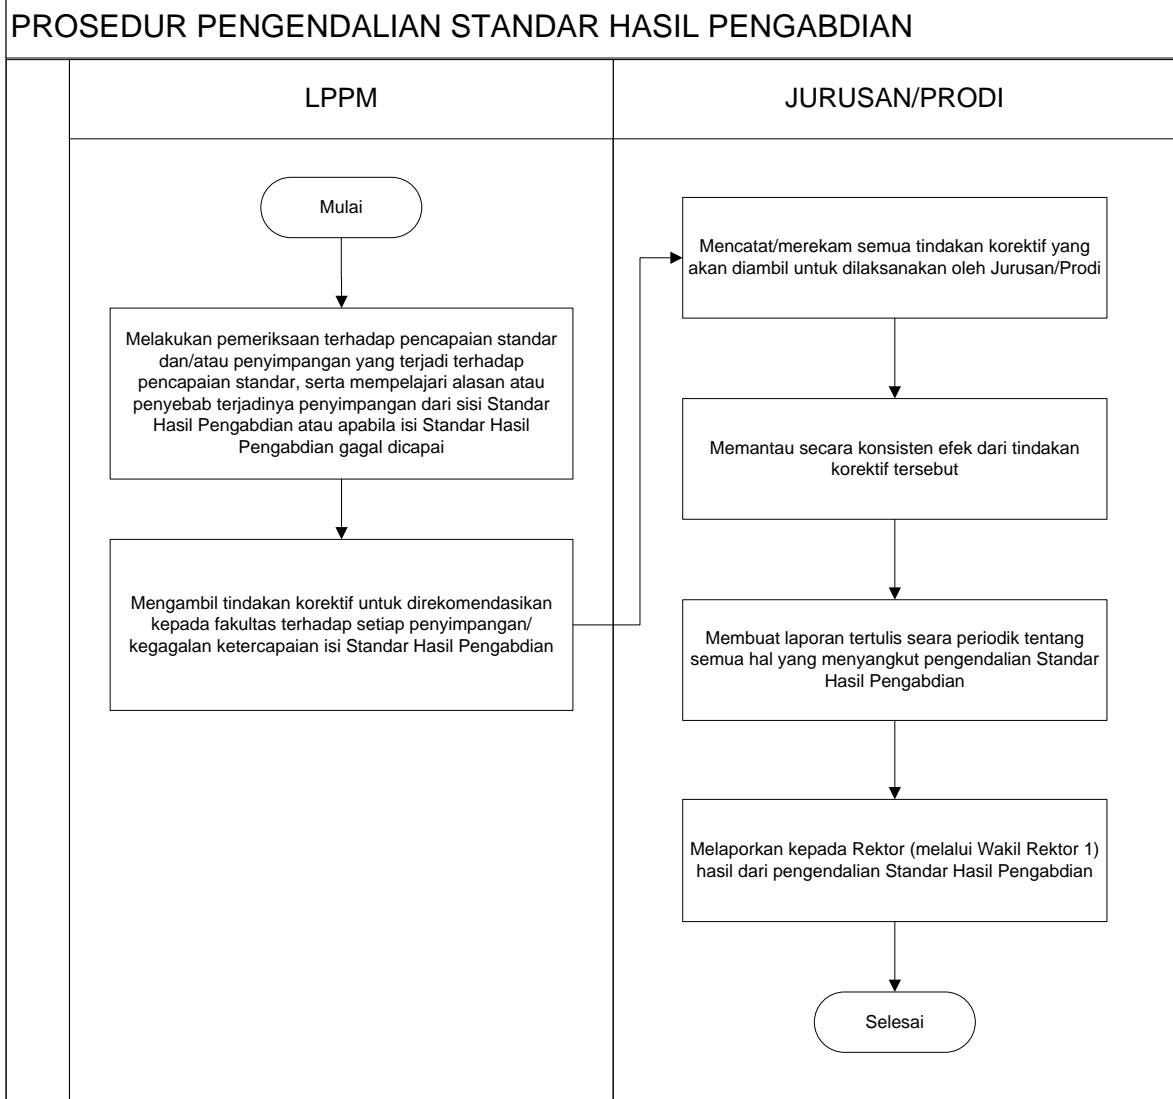 PROSEDUR PENGENDALIAN STANDAR HASIL PENGABDIAN
LPPM
JURUSAN/PRODI
Mulai
Melakukan pemeriksaan terhadap pencapaian standar
dan/atau penyimpangan yang terjadi terhadap
pencapaian standar, serta mempelajari alasan atau
penyebab terjadinya penyimpangan dari sisi Standar
Hasil Pengabdian atau apabila isi Standar Hasil
Pengabdian gagal dicapai
Mengambil tindakan korektif untuk direkomendasikan
kepada fakultas terhadap setiap penyimpangan/
kegagalan ketercapaian isi Standar Hasil Pengabdian
Mencatat/merekam semua tindakan korektif yang
akan diambil untuk dilaksanakan oleh Jurusan/Prodi
Memantau secara konsisten efek dari tindakan
korektif tersebut
Membuat laporan tertulis seara periodik tentang
semua hal yang menyangkut pengendalian Standar
Hasil Pengabdian
Melaporkan kepada Rektor (melalui Wakil Rektor 1)
hasil dari pengendalian Standar Hasil Pengabdian
Selesai